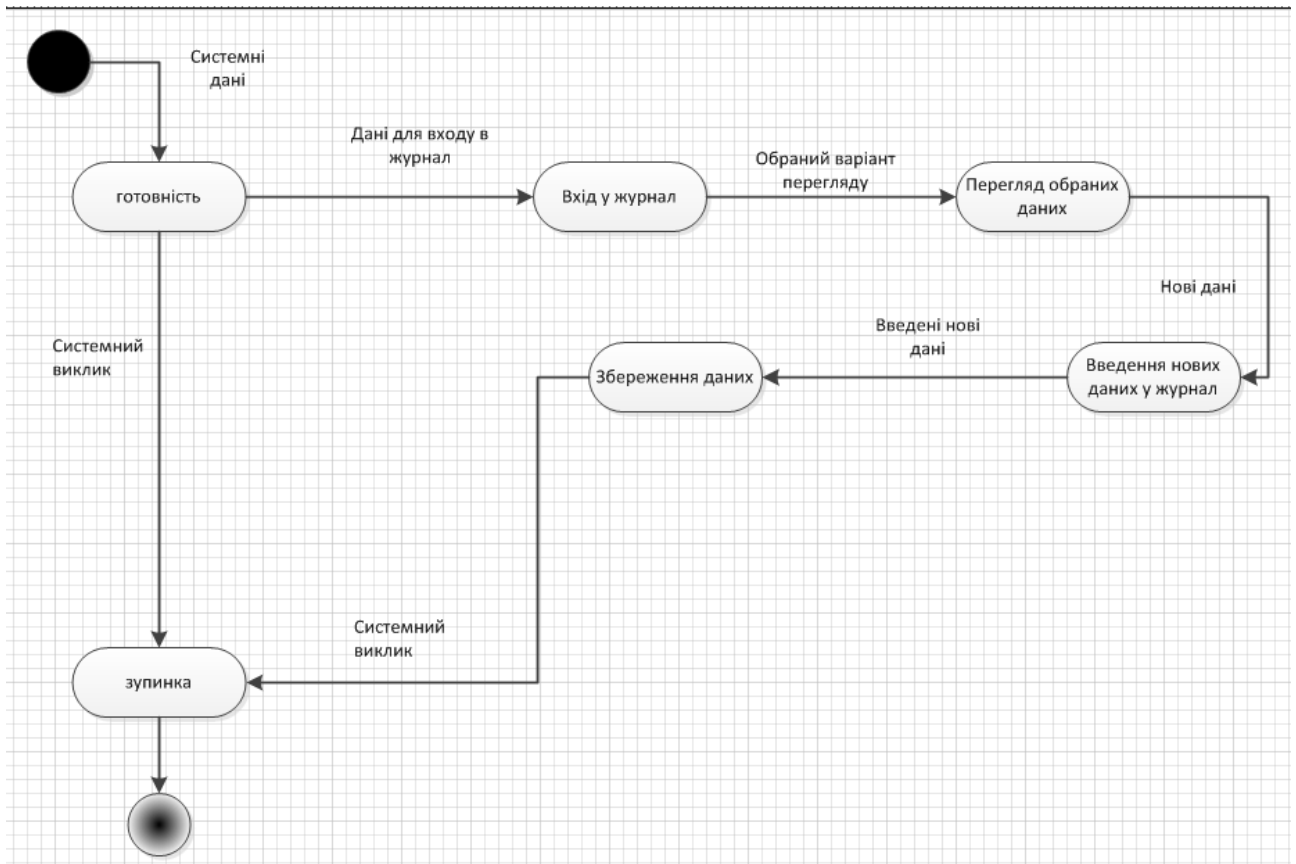 Системні
дані
Дані для входу в
журнал
Обраний варіант
перегляду
готовність
Вхід у журнал
Перегляд обраних
даних
Нові дані
Введені нові
дані
Системний
виклик
Збереження даних
Введення нових
даних у журнал
Системний
виклик
зупинка